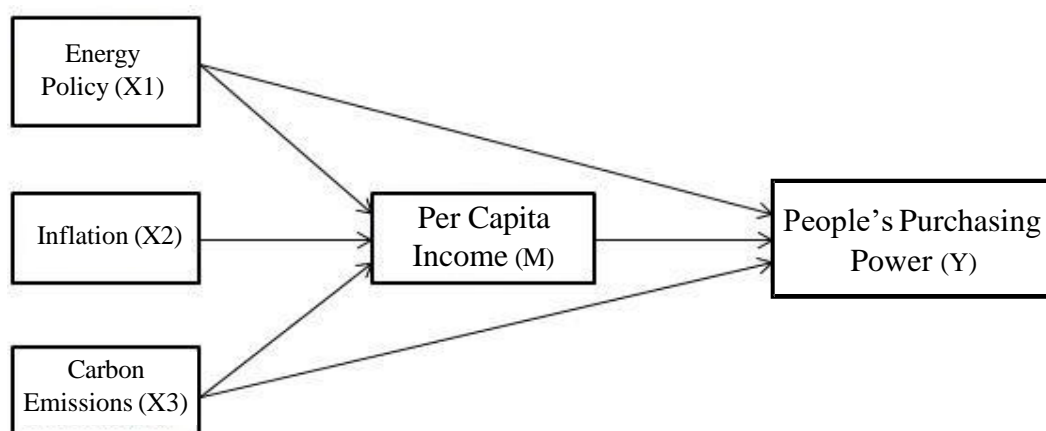 Energy
Policy (X1)
Inflation (X2)
Per Capita
Income (M)
People’s Purchasing
Power (Y)
Carbon
Emissions (X3)